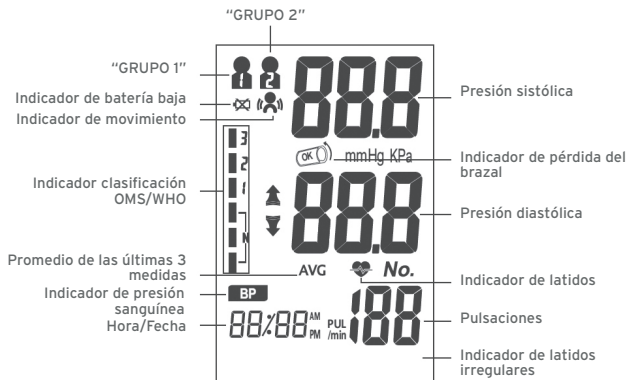 “GRUPO 2”
“GRUPO 1”
1 2
88.8
Presión sistólica
Indicador de batería baja
Indicador de movimiento
3
2
1
N
Indicador clasificación
OMS/WHO
OK
mmHg KPa
Indicador de pérdida del
brazal
88.8
Presión diastólica
Promedio de las últimas 3
medidas
AVG
No.
Indicador de latidos
Indicador de presión
sanguínea
BP
Hora/Fecha
88/88 AM
PM
PUL
/min
188
Pulsaciones
Indicador de latidos
irregulares